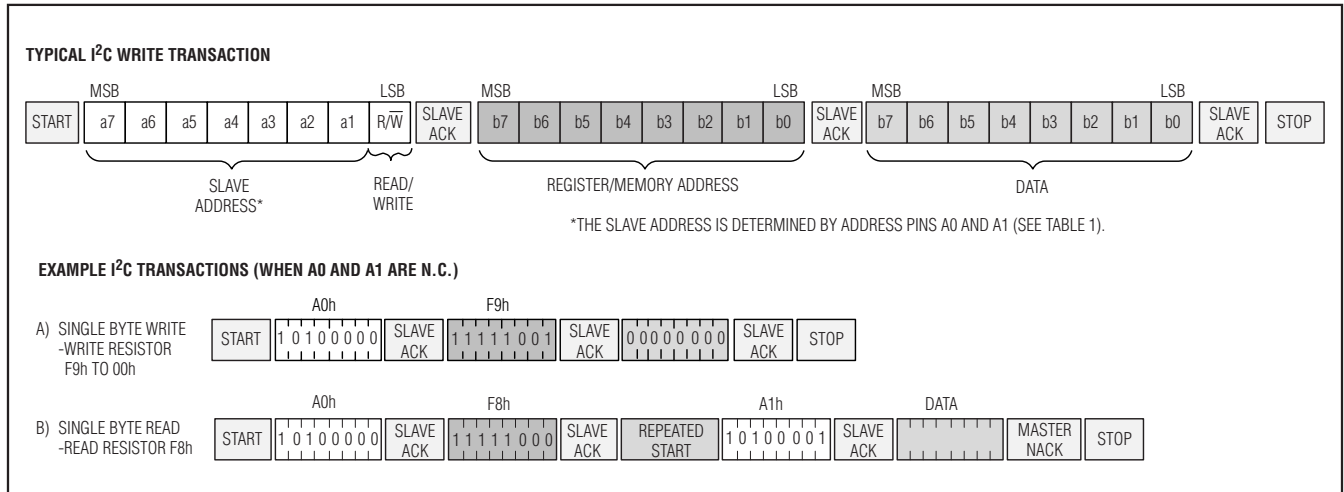 TYPICAL I2C WRITE TRANSACTION
MSB LSB MSB LSB MSB LSB
START a7 a6 a5 a4 a3 a2 a1 R/W̅ SLAVE ACK b7 b6 b5 b4 b3 b2 b1 b0 SLAVE ACK b7 b6 b5 b4 b3 b2 b1 b0 SLAVE ACK STOP
SLAVE ADDRESS* READ/ WRITE REGISTER/MEMORY ADDRESS DATA
*THE SLAVE ADDRESS IS DETERMINED BY ADDRESS PINS A0 AND A1 (SEE TABLE 1).
EXAMPLE I2C TRANSACTIONS (WHEN A0 AND A1 ARE N.C.)
A0h F9h
A) SINGLE BYTE WRITE
-WRITE RESISTOR
F9h TO 00h
START 1 0 1 0 0 0 0 0 SLAVE ACK 1 1 1 1 1 0 0 1 SLAVE ACK 0 0 0 0 0 0 0 0 SLAVE ACK STOP
A0h F8h A1h DATA
B) SINGLE BYTE READ
-READ RESISTOR F8h
START 1 0 1 0 0 0 0 0 SLAVE ACK 1 1 1 1 1 0 0 0 SLAVE ACK REPEATED START 1 0 1 0 0 0 0 1 SLAVE ACK MASTER NACK STOP